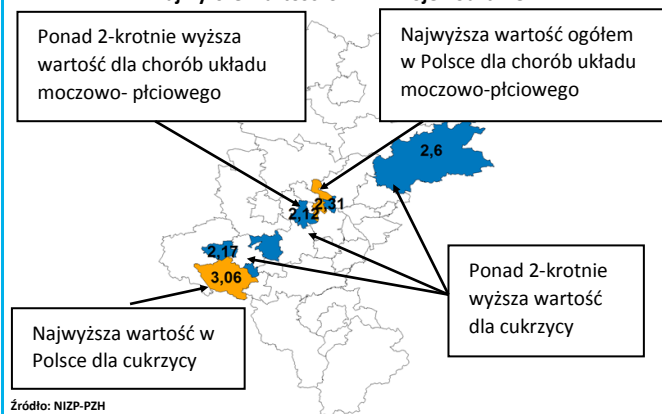 Ponad 2-krotnie wyższa
wartość dla chorób układu
moczowo- płciowego
Najwyższa wartość ogółem
w Polsce dla chorób układu
moczowo-płciowego
2,6
2,31
2,12
2,17
3,06
Ponad 2-krotnie
wyższa wartość
dla cukrzycy
Najwyższa wartość w
Polsce dla cukrzycy
Źródło: NIZP-PZH